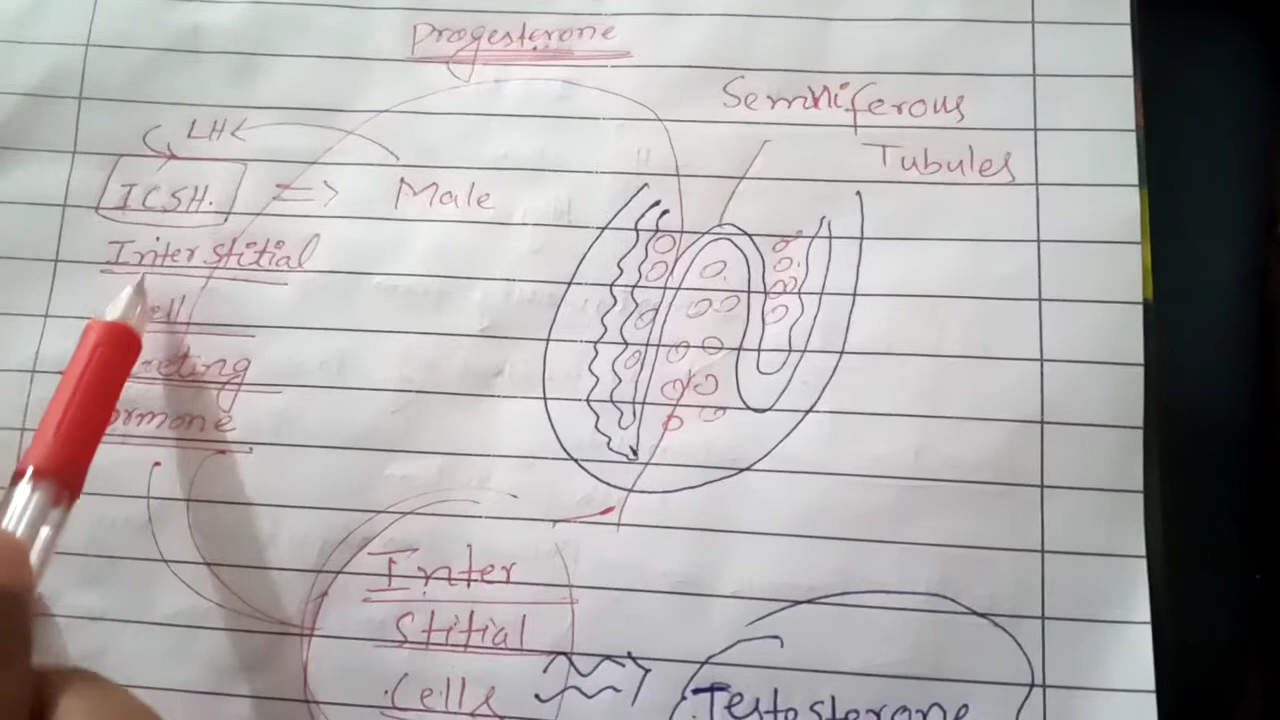 Progesterone
Seminiferous
Tubules
LH
ICSH. => Male
Interstitial
Inter
Stitial
Cells
Testosterone